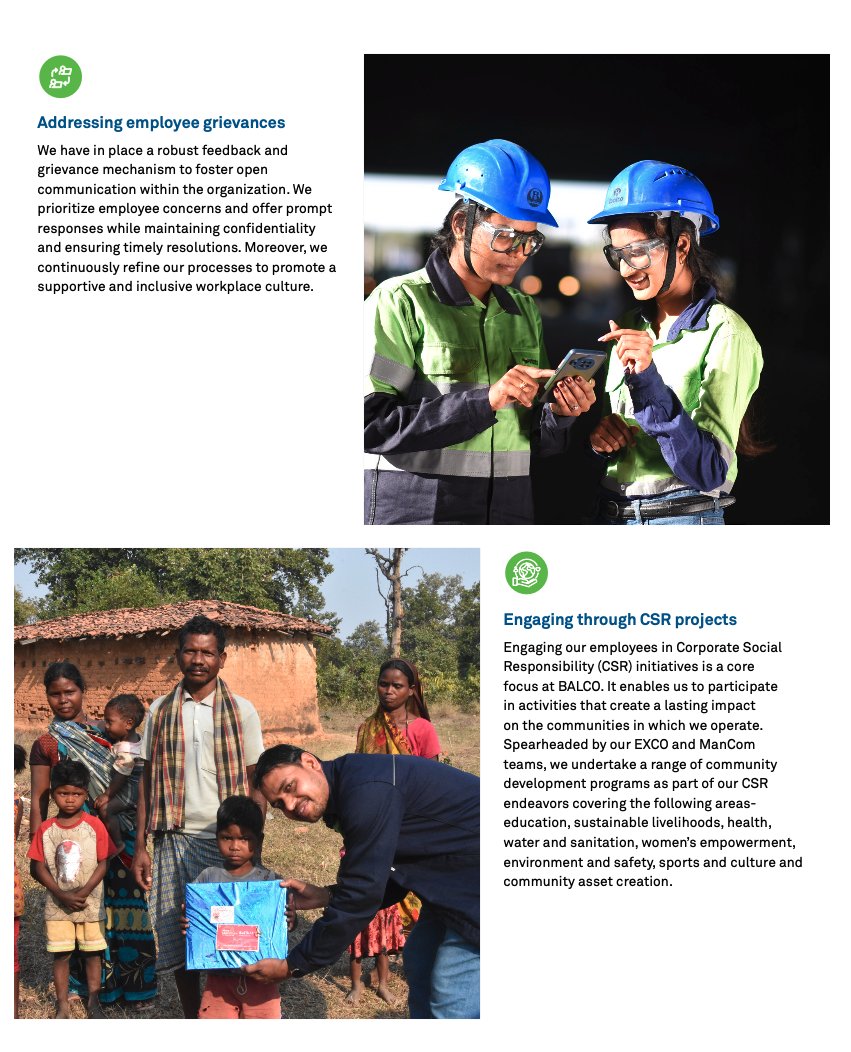 Addressing employee grievances
We have in place a robust feedback and
grievance mechanism to foster open
communication within the organization. We
prioritize employee concerns and offer prompt
responses while maintaining confidentiality
and ensuring timely resolutions. Moreover, we
continuously refine our processes to promote a
supportive and inclusive workplace culture.
Engaging through CSR projects
Engaging our employees in Corporate Social
Responsibility (CSR) initiatives is a core
focus at BALCO. It enables us to participate
in activities that create a lasting impact
on the communities in which we operate.
Spearheaded by our EXCO and ManCom
teams, we undertake a range of community
development programs as part of our CSR
endeavors covering the following areas-
education, sustainable livelihoods, health,
water and sanitation, women's empowerment,
environment and safety, sports and culture and
community asset creation.